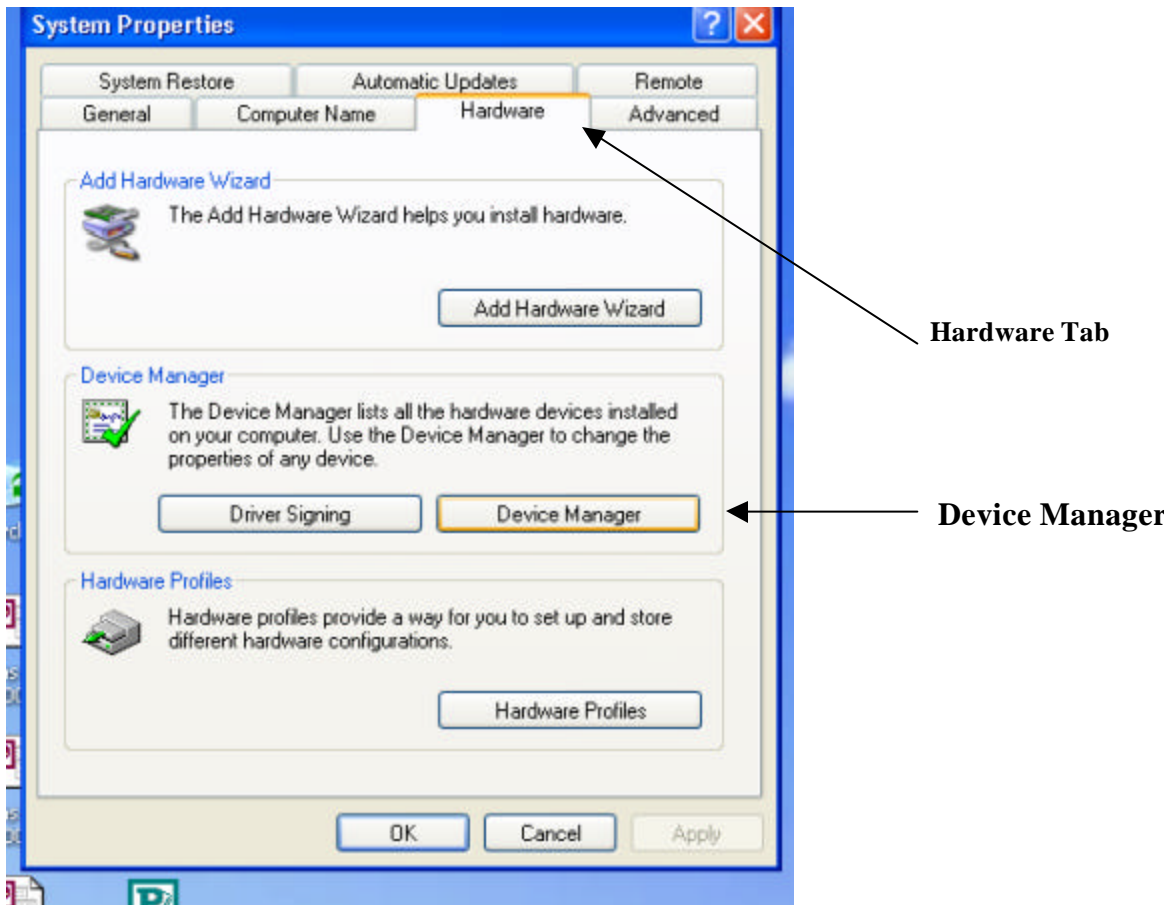 System Properties
System Restore Automatic Updates Remote
General Computer Name Hardware Advanced
Add Hardware Wizard
The Add Hardware Wizard helps you install hardware.
Add Hardware Wizard
Hardware Tab
Device Manager
The Device Manager lists all the hardware devices installed
on your computer. Use the Device Manager to change the
properties of any device.
Driver Signing Device Manager
Device Manager
Hardware Profiles
Hardware profiles provide a way for you to set up and store
different hardware configurations.
Hardware Profiles
OK Cancel Apply